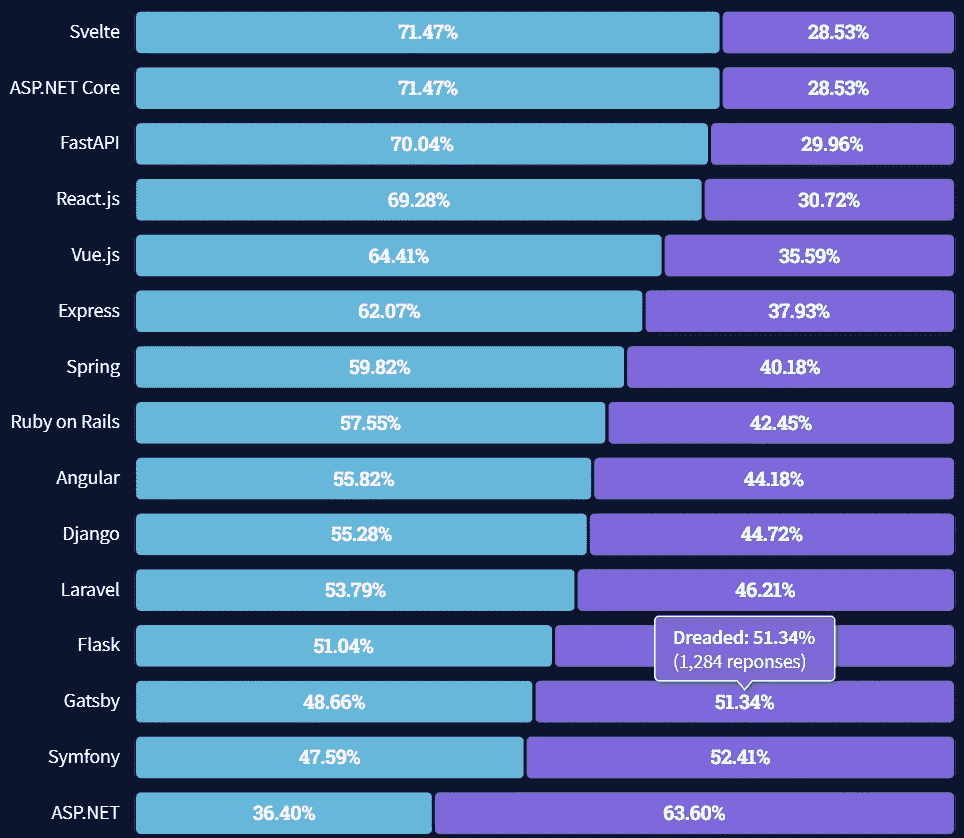 Svelte 71.47% 28.53%
ASP.NET Core 71.47% 28.53%
FastAPI 70.04% 29.96%
React.js 69.28% 30.72%
Vue.js 64.41% 35.59%
Express 62.07% 37.93%
Spring 59.82% 40.18%
Ruby on Rails 57.55% 42.45%
Angular 55.82% 44.18%
Django 55.28% 44.72%
Laravel 53.79% 46.21%
Flask 51.04%
Dreaded: 51.34%
(1,284 reponses)
Gatsby 48.66% 51.34%
Symfony 47.59% 52.41%
ASP.NET 36.40% 63.60%